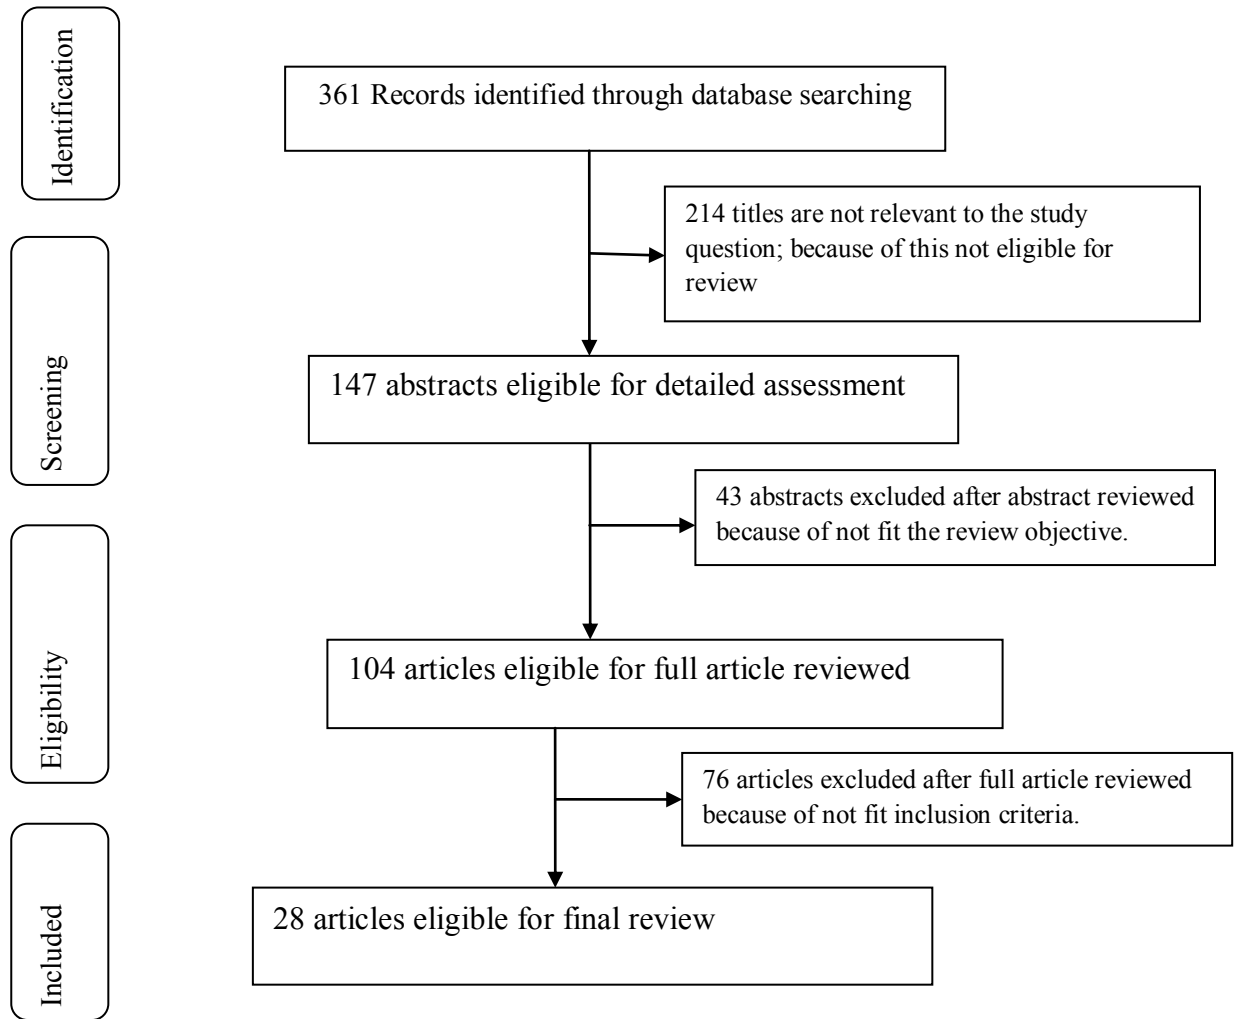 Identification
361 Records identified through database searching
214 titles are not relevant to the study
question; because of this not eligible for
review
Screening
147 abstracts eligible for detailed assessment
43 abstracts excluded after abstract reviewed
because of not fit the review objective.
Eligibility
104 articles eligible for full article reviewed
76 articles excluded after full article reviewed
because of not fit inclusion criteria.
Included
28 articles eligible for final review